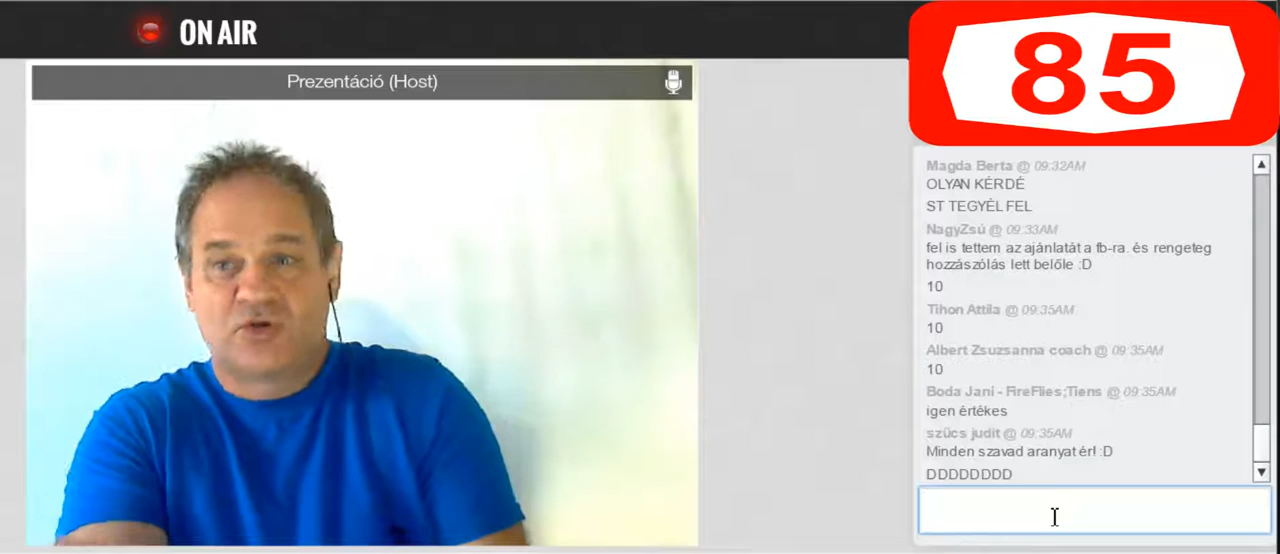 ON AIR
85
Prezentáció (Host)
Magda Berta @ 09:32AM
OLYAN KÉRDÉ
ST TEGYÉL FEL
NagyZsú @ 09:33AM
fel is tettem az ajánlatát a fb-ra. és rengeteg
hozzászólás lett belőle :D
10
Tihon Attila @ 09:35AM
10
Albert Zsuzsanna coach @ 09:35AM
10
Boda Jani - FireFlies;Tiens @ 09:35AM
igen értékes
szűcs judit @ 09:35AM
Minden szavad aranyat ér! :D
DDDDDDDD